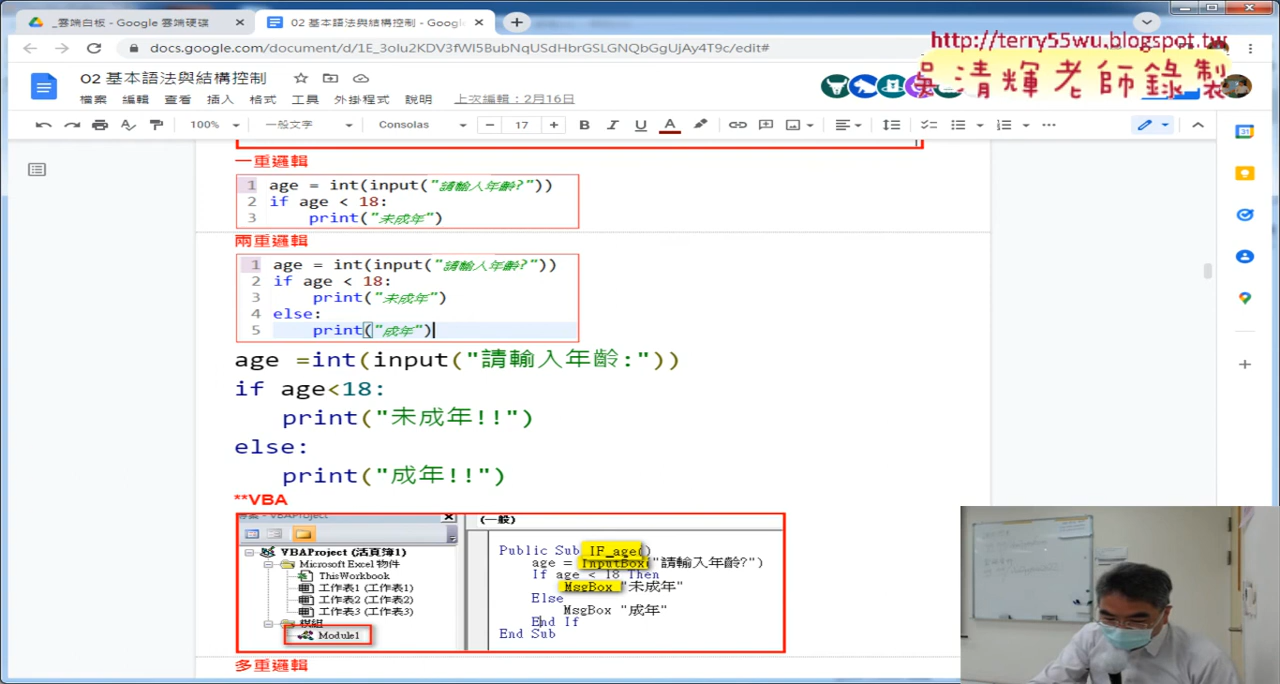 _雲端白板 - Google 雲端硬碟
02 基本語法與結構控制 - Googl
docs.google.com/document/d/1E_3oIu2KDV3fWI5BubNqUSdHbrGSLGNQbGgUjAy4T9c/edit#
http://terry55wu.blogspot.tw
吳清輝老師錄製
02 基本語法與結構控制
檔案 編輯 查看 插入 格式 工具 外掛程式 說明 上次編輯：2月16日
100% 一般文字 Consolas 17 B I U A
一重邏輯
1 age = int(input("請輸入年齡?"))
2 if age < 18:
3 print("未成年")
兩重邏輯
1 age = int(input("請輸入年齡?"))
2 if age < 18:
3 print("未成年")
4 else:
5 print("成年")
age =int(input("請輸入年齡:"))
if age<18:
print("未成年!!")
else:
print("成年!!")
**VBA
專案 - VBAProject
(一般)
VBAProject (活頁簿1)
Microsoft Excel 物件
ThisWorkbook
工作表1 (工作表1)
工作表2 (工作表2)
工作表3 (工作表3)
模組
Module1
Public Sub IF_age()
age = InputBox("請輸入年齡?")
If age < 18 Then
MsgBox "未成年"
Else
MsgBox "成年"
End If
End Sub
多重邏輯